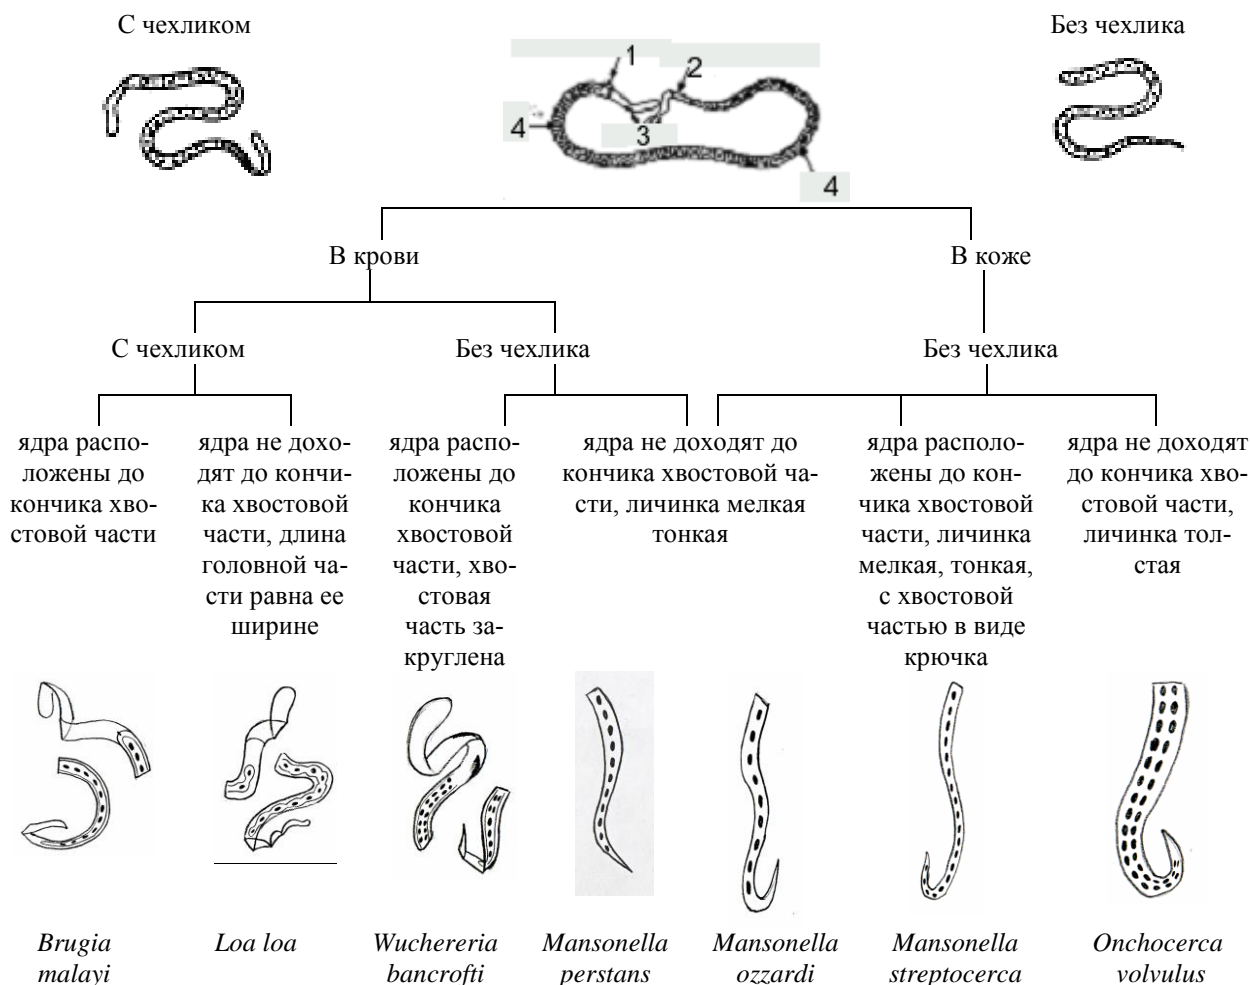 С чехликом
Без чехлика
1
2
3
4
4
В крови
В коже
С чехликом
Без чехлика
Без чехлика
ядра распо-
ложены до
кончика хво-
стовой части
ядра не дохо-
дят до кончи-
ка хвостовой
части, длина
головной ча-
сти равна ее
ширине
ядра распо-
ложены до
кончика
хвостовой
части, хво-
стовая
часть за-
круглена
ядра не доходят до
кончика хвостовой ча-
сти, личинка мелкая
тонкая
ядра располо-
жены до кон-
чика хвостовой
части, личинка
мелкая, тонкая,
с хвостовой
частью в виде
крючка
ядра не доходят
до кончика хво-
стовой части,
личинка тол-
стая
Brugia
malayi
Loa loa
Wuchereria
bancrofti
Mansonella
perstans
Mansonella
ozzardi
Mansonella
streptocerca
Onchocerca
volvulus